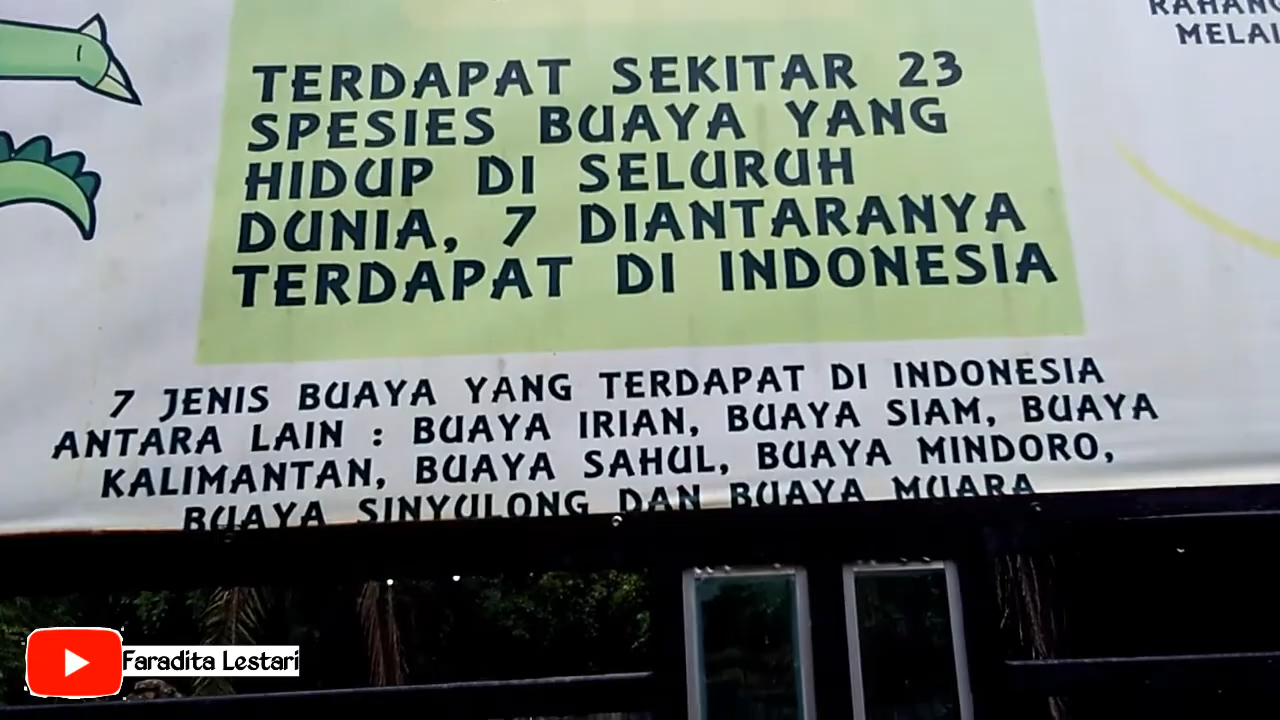 TERDAPAT SEKITAR 23
SPESIES BUAYA YANG
HIDUP DI SELURUH
DUNIA, 7 DIANTARANYA
TERDAPAT DI INDONESIA
7 JENIS BUAYA YANG TERDAPAT DI INDONESIA
ANTARA LAIN : BUAYA IRIAN, BUAYA SIAM, BUAYA
KALIMANTAN, BUAYA SAHUL, BUAYA MINDORO,
BUAYA SINYULONG DAN BUAYA MUARA
Faradita Lestari